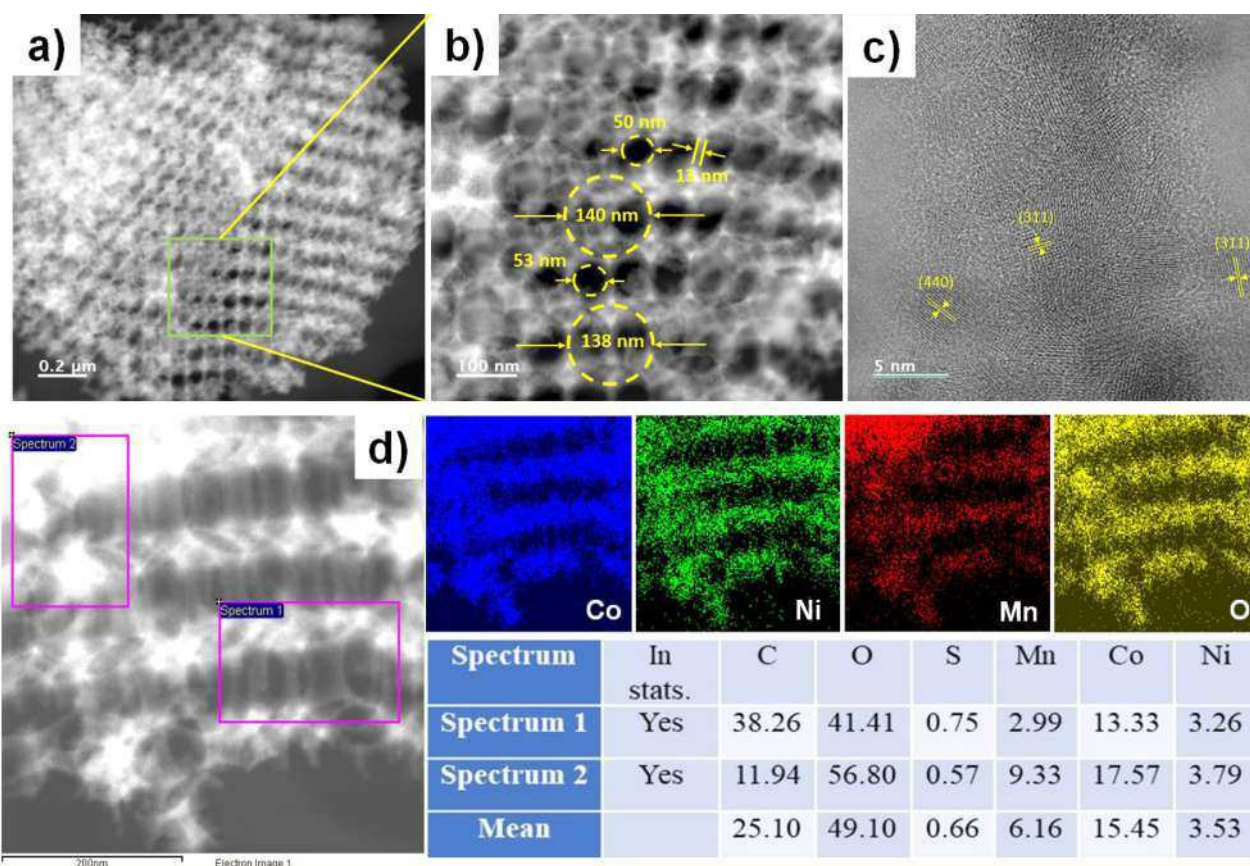 a)
0.2 μm
b)
50 nm
13 nm
140 nm
53 nm
138 nm
100 nm
c)
(311)
(311)
(440)
5 nm
d)
Spectrum 2
Spectrum 1
280nm
Electron Image 1
Co
Ni
Mn
O
Spectrum In stats. C O S Mn Co Ni
Spectrum 1 Yes 38.26 41.41 0.75 2.99 13.33 3.26
Spectrum 2 Yes 11.94 56.80 0.57 9.33 17.57 3.79
Mean 25.10 49.10 0.66 6.16 15.45 3.53